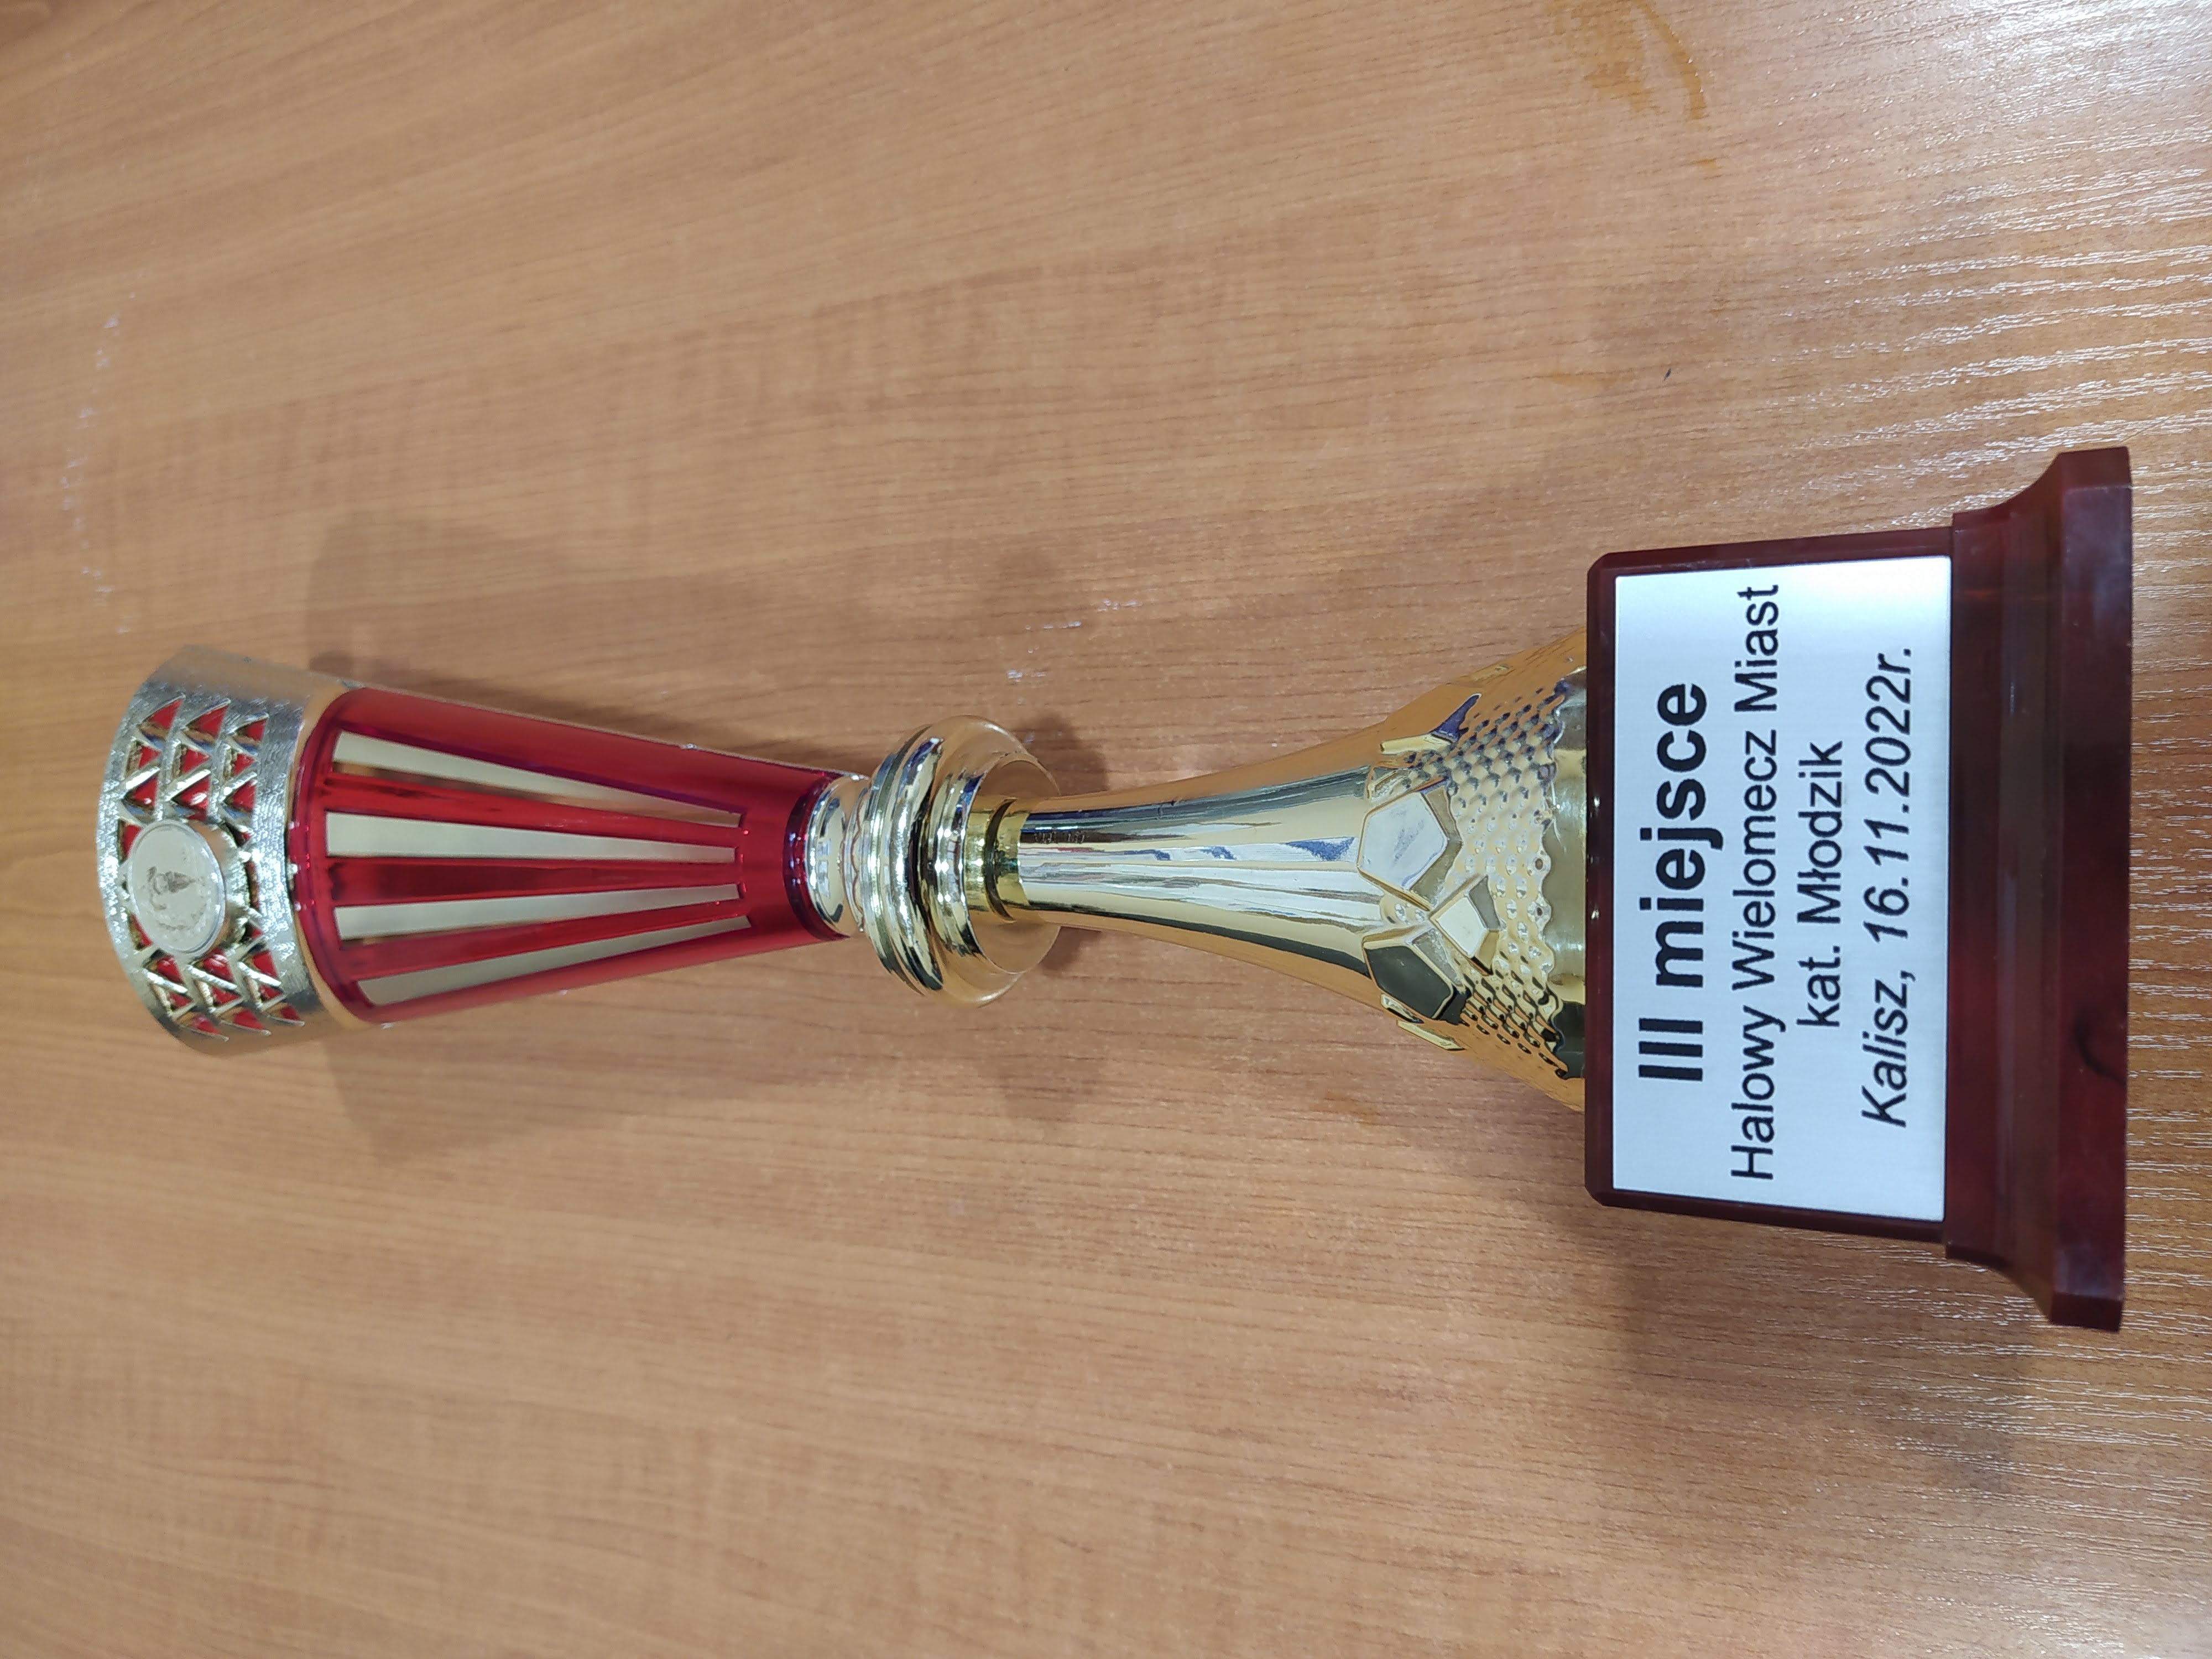 III miejsce
Halowy Wielomecz Miast
kat. Młodzik
Kalisz, 16.11.2022r.